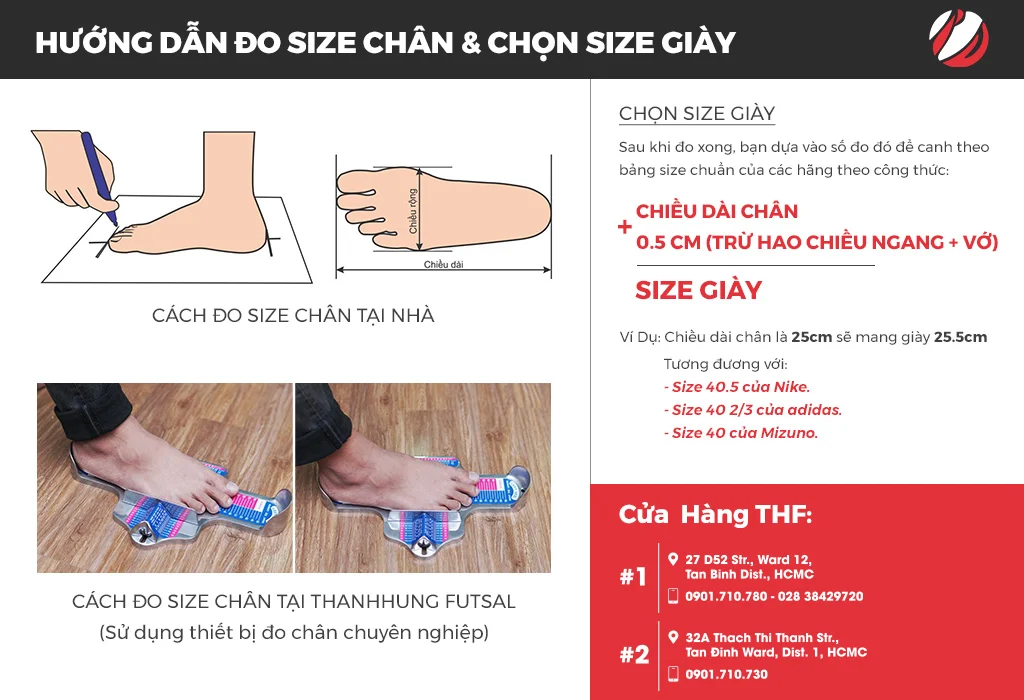 HƯỚNG DẪN ĐO SIZE CHÂN & CHỌN SIZE GIÀY
Chiều rộng
Chiều dài
CÁCH ĐO SIZE CHÂN TẠI NHÀ
CÁCH ĐO SIZE CHÂN TẠI THANHHUNG FUTSAL
(Sử dụng thiết bị đo chân chuyên nghiệp)
CHỌN SIZE GIÀY
Sau khi đo xong, bạn dựa vào số đo đó để canh theo
bảng size chuẩn của các hãng theo công thức:
+ CHIỀU DÀI CHÂN
0.5 CM (TRỪ HAO CHIỀU NGANG + VỚ)
SIZE GIÀY
Ví Dụ: Chiều dài chân là 25cm sẽ mang giày 25.5cm
Tương đương với:
- Size 40.5 của Nike.
- Size 40 2/3 của adidas.
- Size 40 của Mizuno.
Cửa Hàng THF:
#1
27 D52 Str., Ward 12,
Tan Binh Dist., HCMC
0901.710.780 - 028 38429720
#2
32A Thach Thi Thanh Str.,
Tan Đinh Ward, Dist. 1, HCMC
0901.710.730